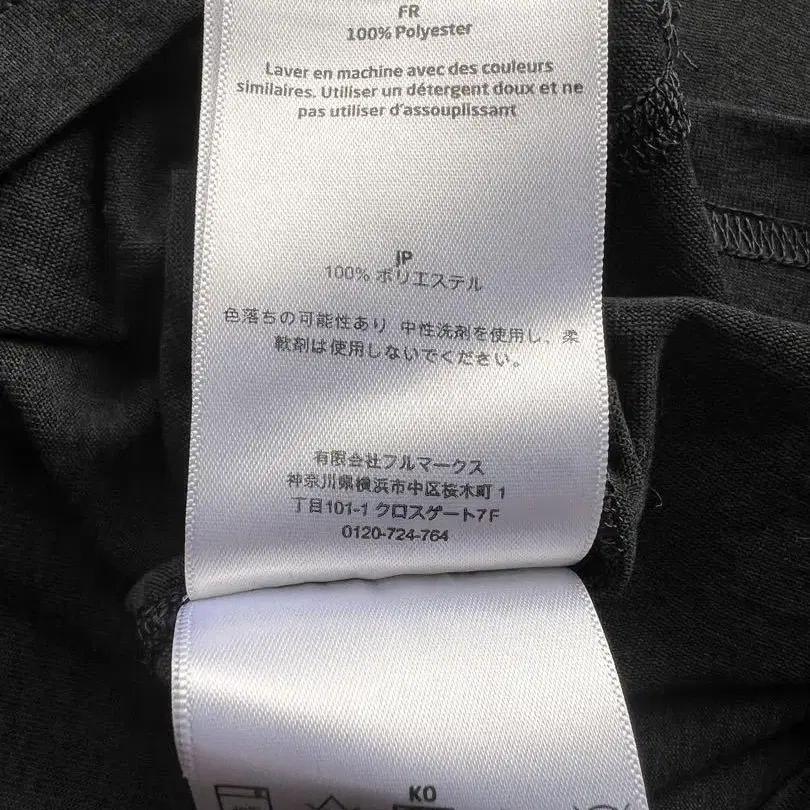 FR
100% Polyester
Laver en machine avec des couleurs
similaires. Utiliser un détergent doux et ne
pas utiliser d'assouplissant
JP
100% ポリエステル
色落ちの可能性あり 中性洗剤を使用し、柔
軟剤は使用しないでください。
有限会社フルマークス
神奈川県横浜市中区桜木町1
丁目101-1 クロスゲート7F
0120-724-764
KO